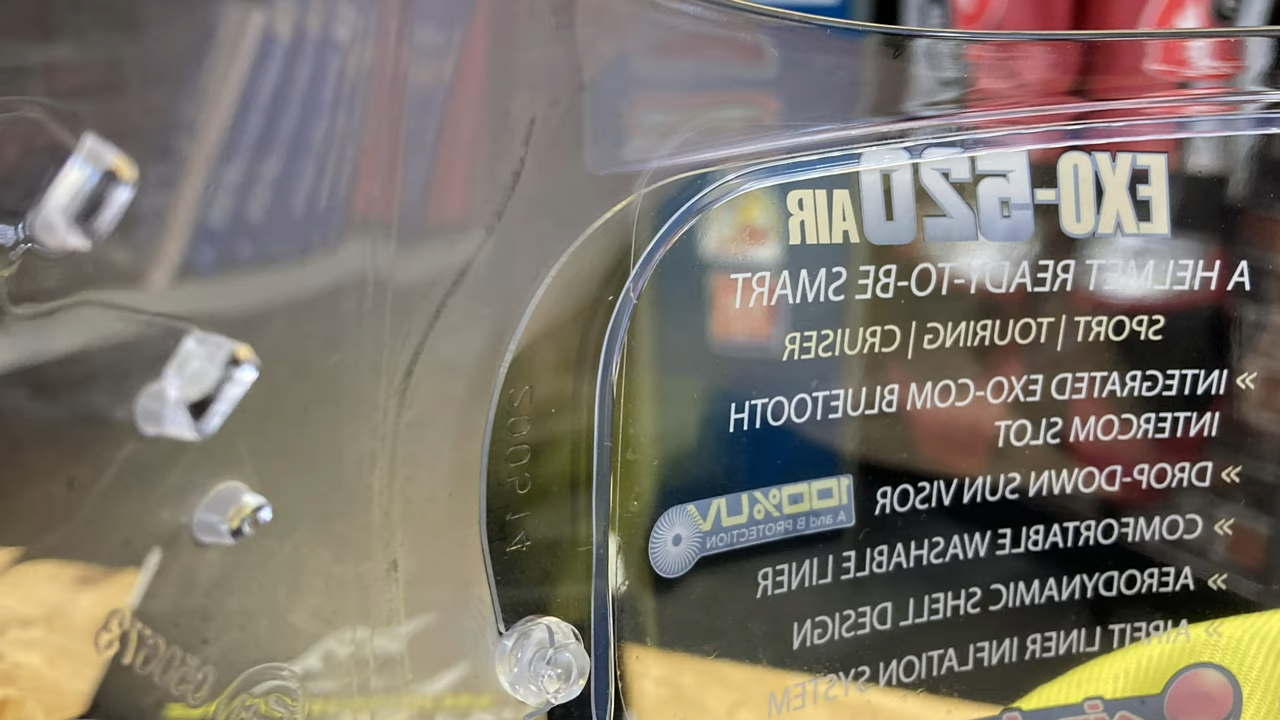 EXO-520 AIR
A HELMET READY-TO-BE SMART
SPORT | TOURING | CRUISER
» INTEGRATED EXO-COM BLUETOOTH
INTERCOM SLOT
» DROP-DOWN SUN VISOR
100% UV
A and B PROTECTION
» COMFORTABLE WASHABLE LINER
» AERODYNAMIC SHELL DESIGN
» AIRFIT LINER INFLATION SYSTEM
200514